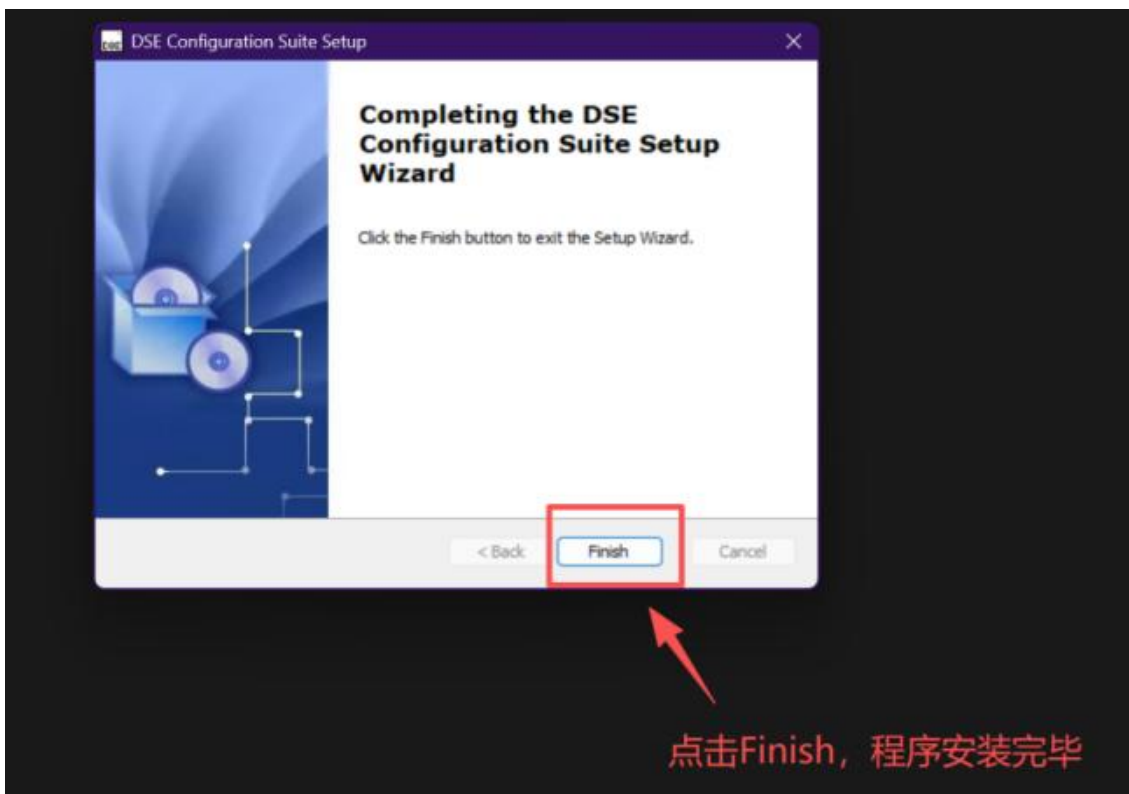 DSE Configuration Suite Setup
Completing the DSE
Configuration Suite Setup
Wizard
Click the Finish button to exit the Setup Wizard.
< Back
Finish
Cancel
点击Finish，程序安装完毕